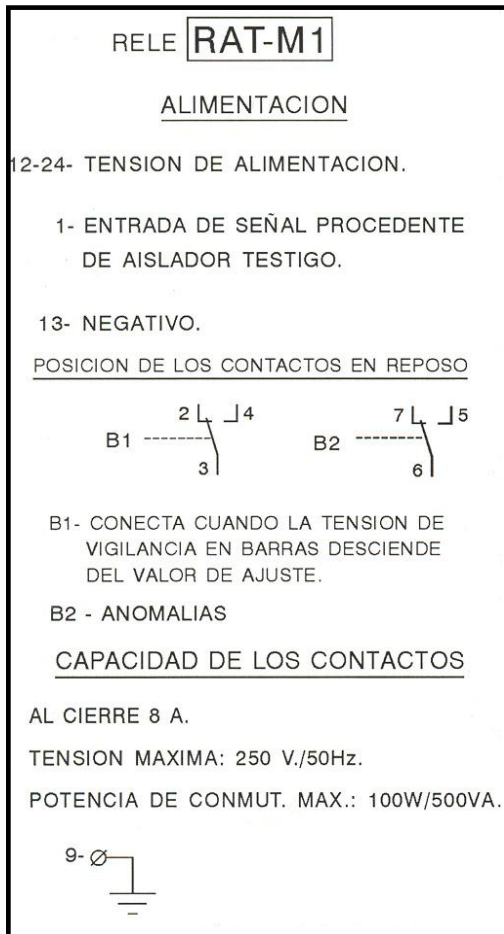 RELE RAT-M1
ALIMENTACION
12-24- TENSION DE ALIMENTACION.
1- ENTRADA DE SEÑAL PROCEDENTE
DE AISLADOR TESTIGO.
13- NEGATIVO.
POSICION DE LOS CONTACTOS EN REPOSO
2 4 7 5
B1 B2
3 6
B1- CONECTA CUANDO LA TENSION DE
VIGILANCIA EN BARRAS DESCIENDE
DEL VALOR DE AJUSTE.
B2 - ANOMALIAS
CAPACIDAD DE LOS CONTACTOS
AL CIERRE 8 A.
TENSION MAXIMA: 250 V./50Hz.
POTENCIA DE CONMUT. MAX.: 100W/500VA.
9-